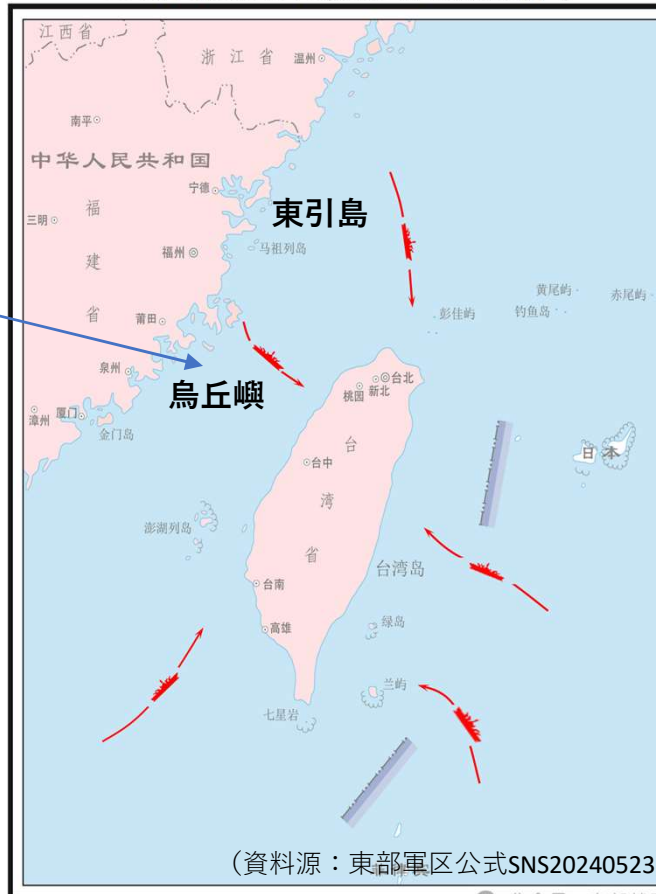 江西省
浙江省
温州
南平
中华人民共和国
宁德
東引島
三明
福建省
福州
马祖列岛
黄尾屿
赤尾屿
彭佳屿
钓鱼岛
莆田
泉州
烏丘嶼
台北
新北
桃园
漳州
厦门
金门岛
日本
台中
台湾省
澎湖列岛
台湾岛
台南
绿岛
高雄
兰屿
七星岩
(資料源:東部軍区公式SNS20240523